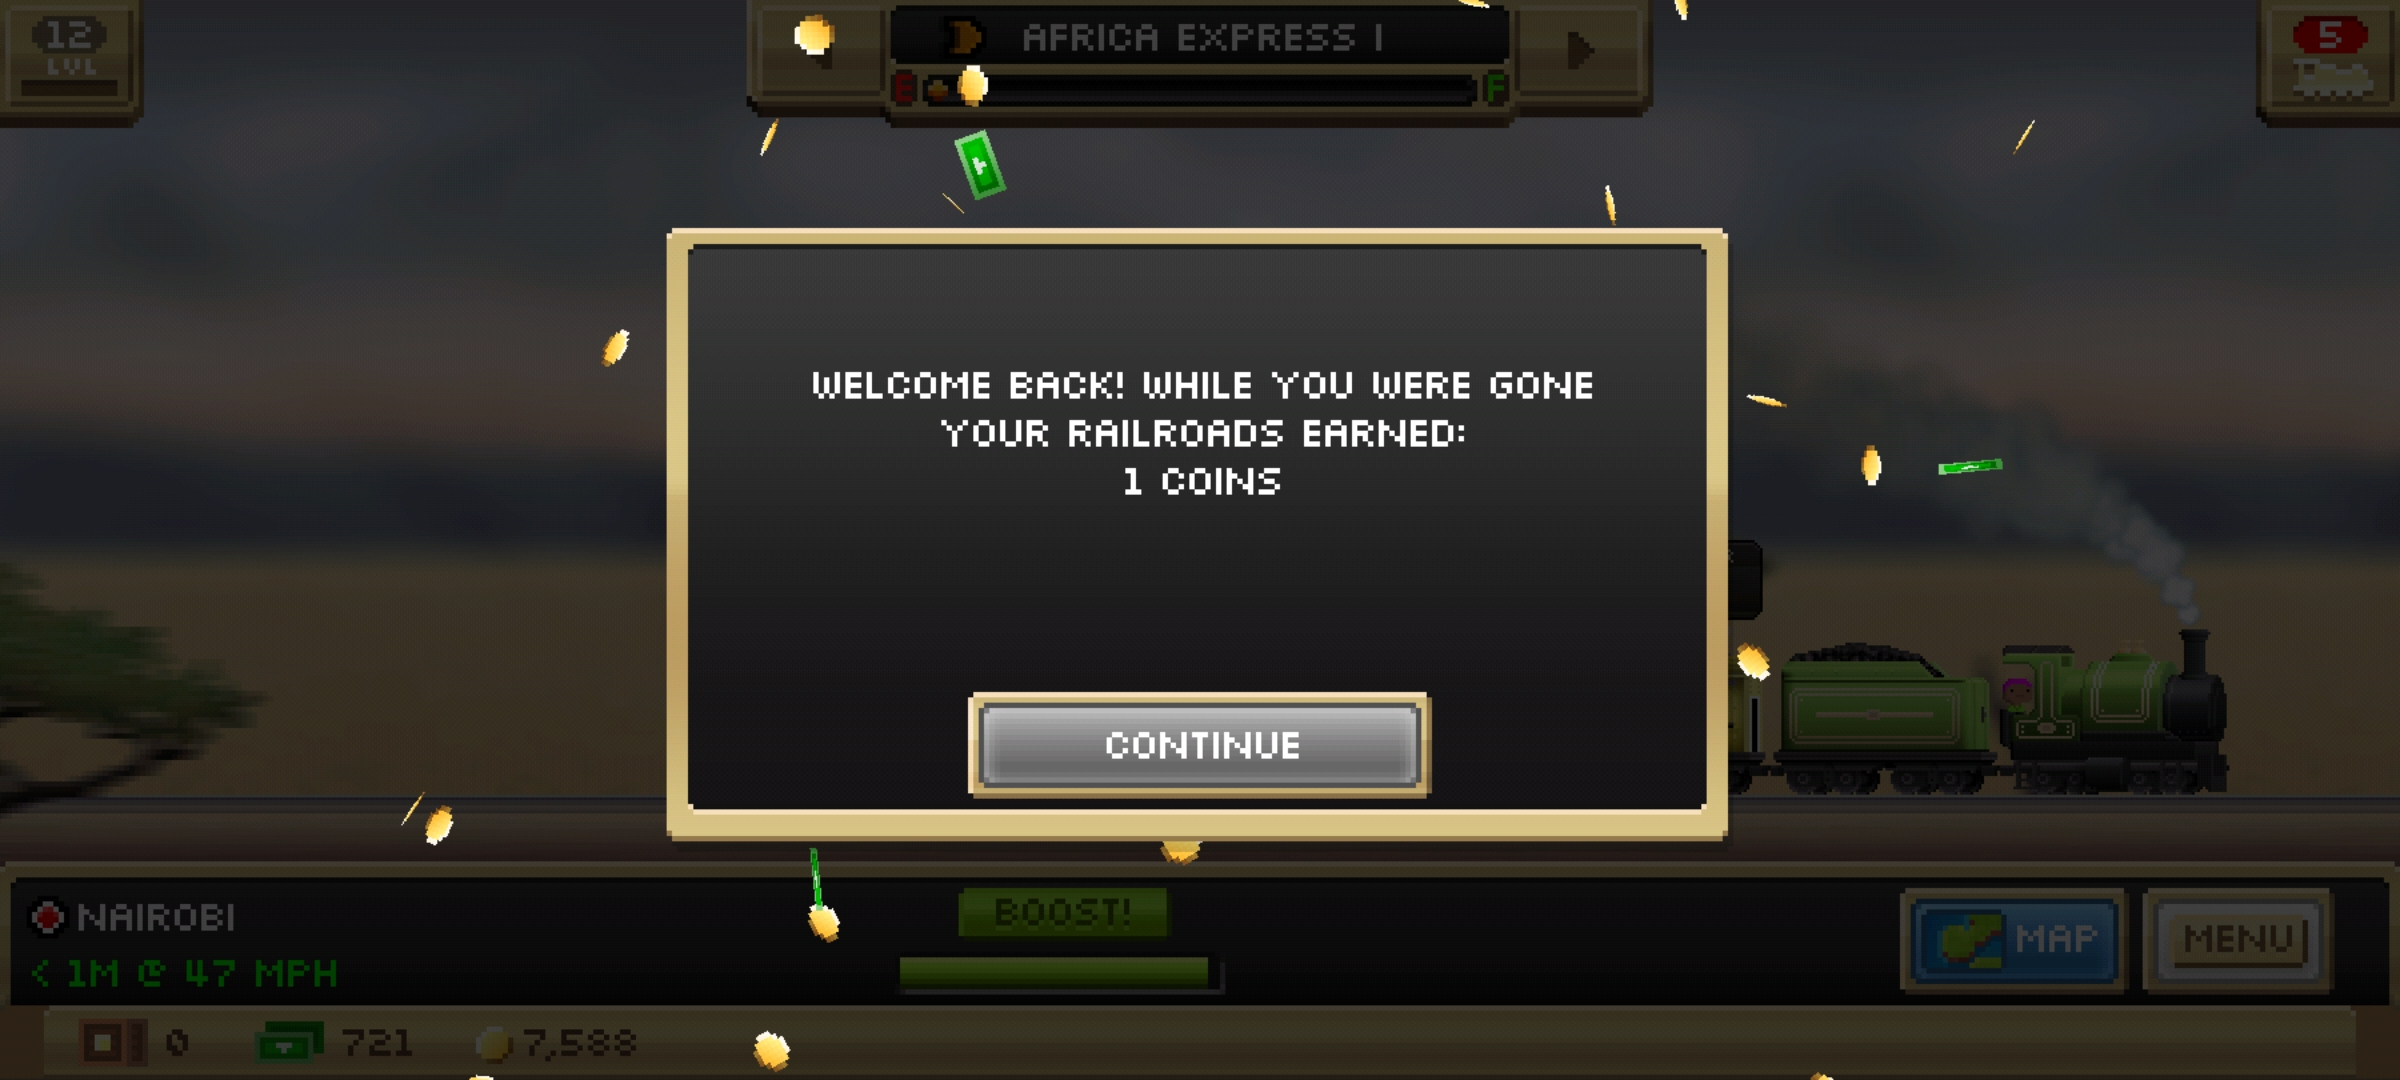 12
LVL
AFRICA EXPRESS I
E
F
5
WELCOME BACK! WHILE YOU WERE GONE
YOUR RAILROADS EARNED:
1 COINS
CONTINUE
NAIROBI
< 1M @ 47 MPH
BOOST!
MAP
MENU
0
721
7,588